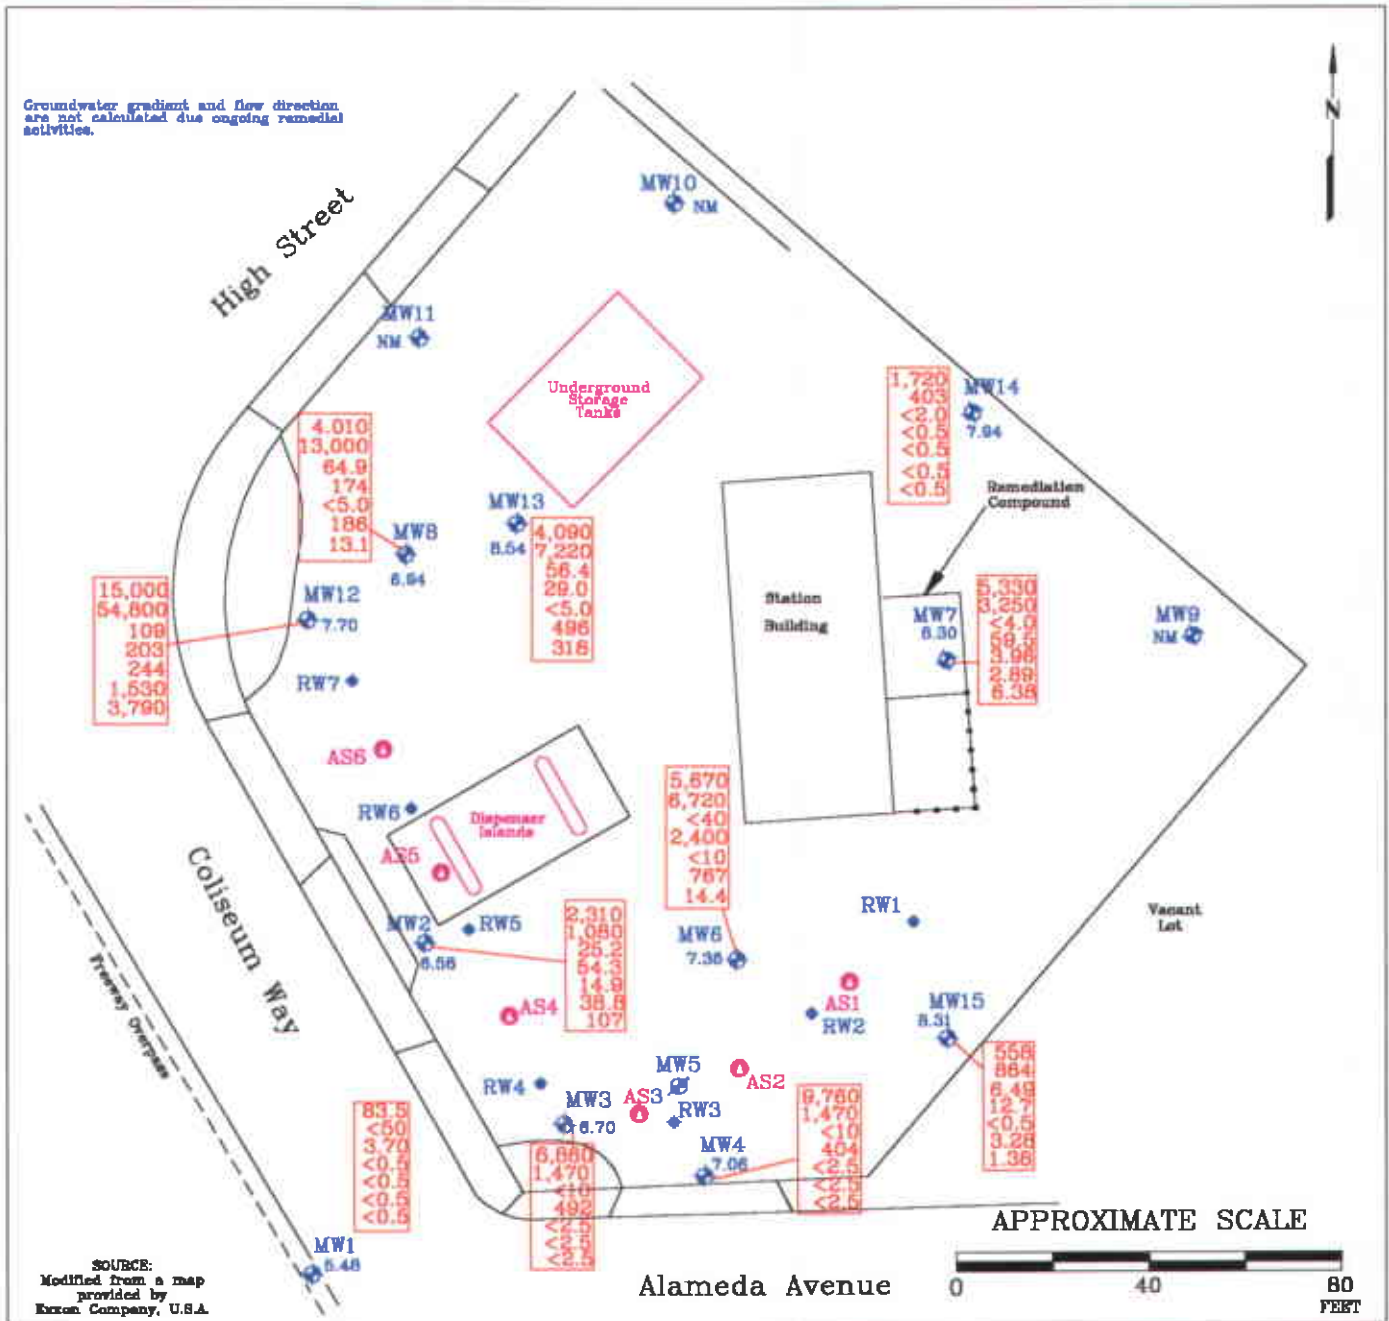 Groundwater gradient and flow direction
are not calculated due ongoing remedial
activities.
N
High Street
MW10
NM
MW11
NM
Underground
Storage
Tanks
1,720
403
<2.0
<0.5
<0.5
<0.5
<0.5
MW14
7.94
Remediation
Compound
4.010
13,000
64.9
174
<5.0
186
13.1
MW8
6.94
MW13
8.54
4,090
7,220
56.4
29.0
<5.0
496
318
15,000
54,800
109
203
244
1,530
3,790
MW12
7.70
RW7
Station
Building
MW7
6.30
5,330
3,250
<4.0
59.5
3.96
2.89
6.38
MW9
NM
AS6
RW6
Dispenser
Islands
AS5
5,670
6,720
<40
2,400
<10
767
14.4
Coliseum Way
Freeway Overpass
MW2
6.56
RW5
2,310
1,080
25.2
54.3
14.9
38.8
107
MW6
7.36
RW1
Vacant
Lot
AS4
AS1
RW2
MW15
8.31
558
864
6.49
12.7
<0.5
3.28
1.36
RW4
MW3
6.70
AS3
MW5
RW3
AS2
MW4
7.06
9,760
1,470
<10
404
<2.5
<2.5
<2.5
83.5
<50
3.70
<0.5
<0.5
<0.5
<0.5
6,860
1,470
<10
492
<2.5
<2.5
<2.5
MW1
5.48
SOURCE:
Modified from a map
provided by
Exxon Company, U.S.A.
Alameda Avenue
APPROXIMATE SCALE
0 40 80
FEET